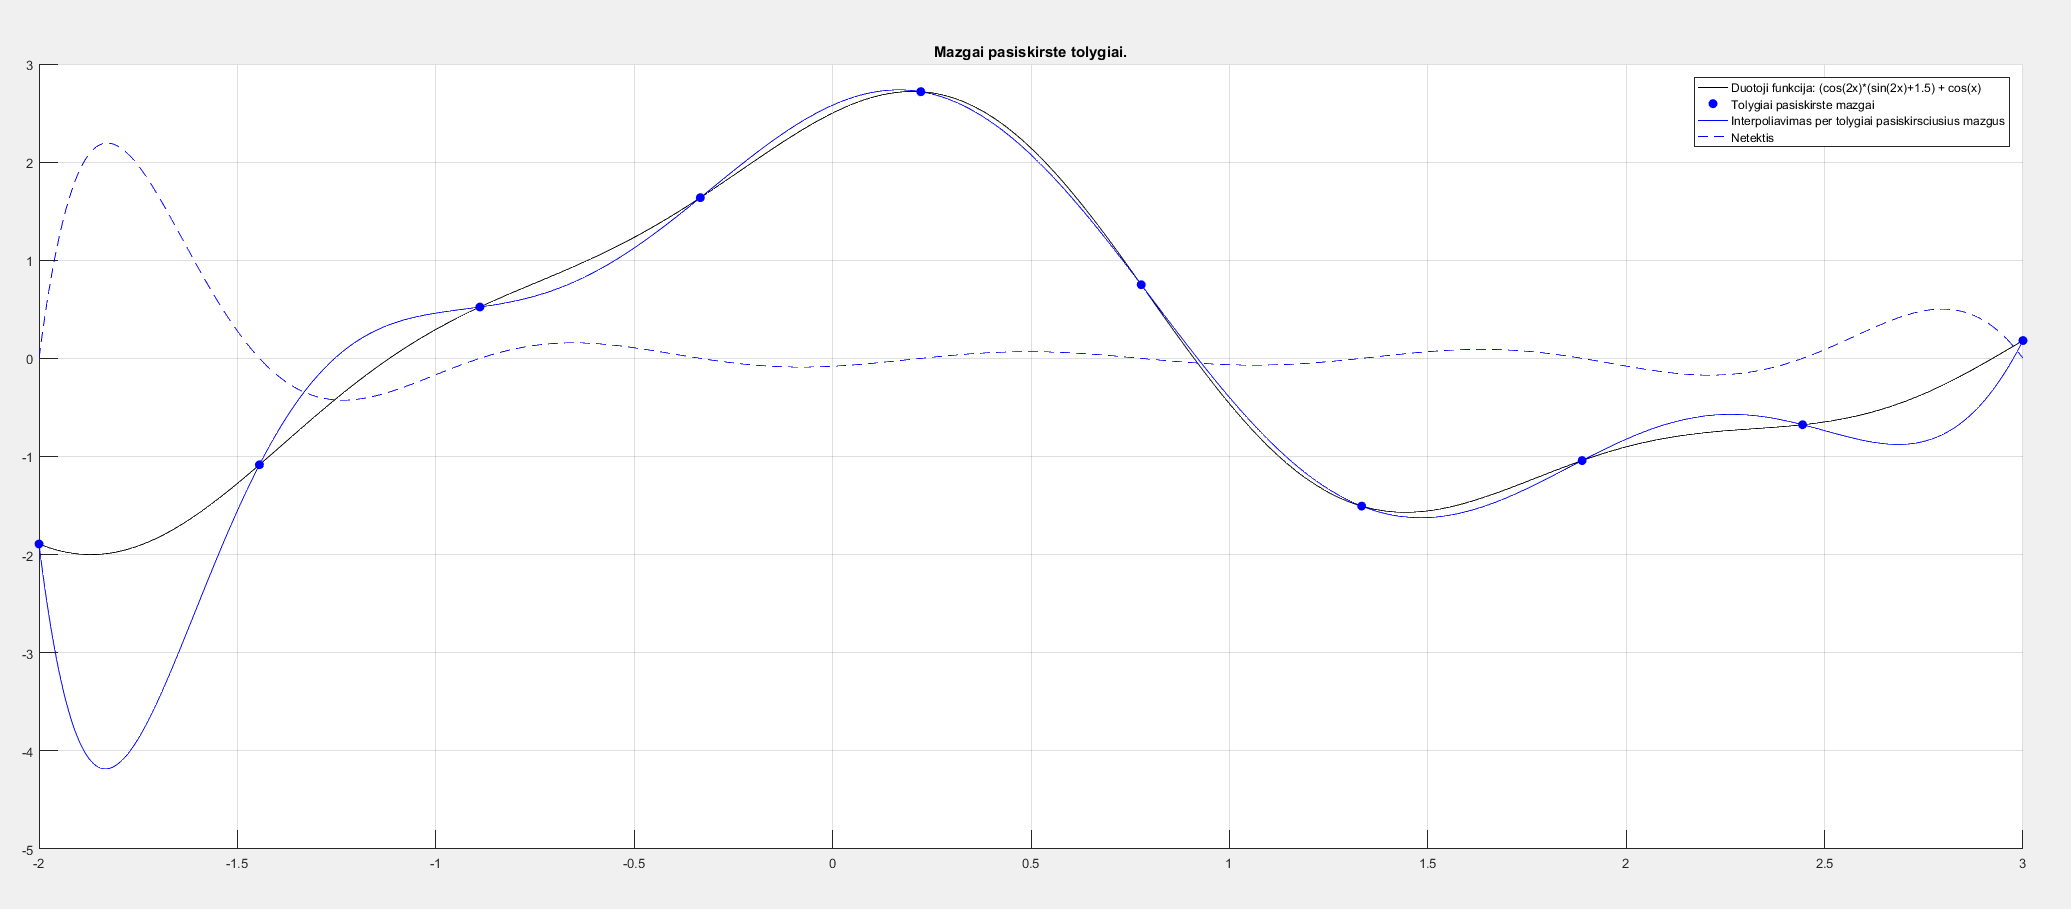 Mazgai pasiskirste tolygiai.
3
2
1
0
-1
-2
-3
-4
-5
Duotoji funkcija: (cos(2x)*(sin(2x)+1.5) + cos(x)
Tolygiai pasiskirste mazgai
Interpoliavimas per tolygiai pasiskirsciusius mazgus
Netektis
-2 -1.5 -1 -0.5 0 0.5 1 1.5 2 2.5 3